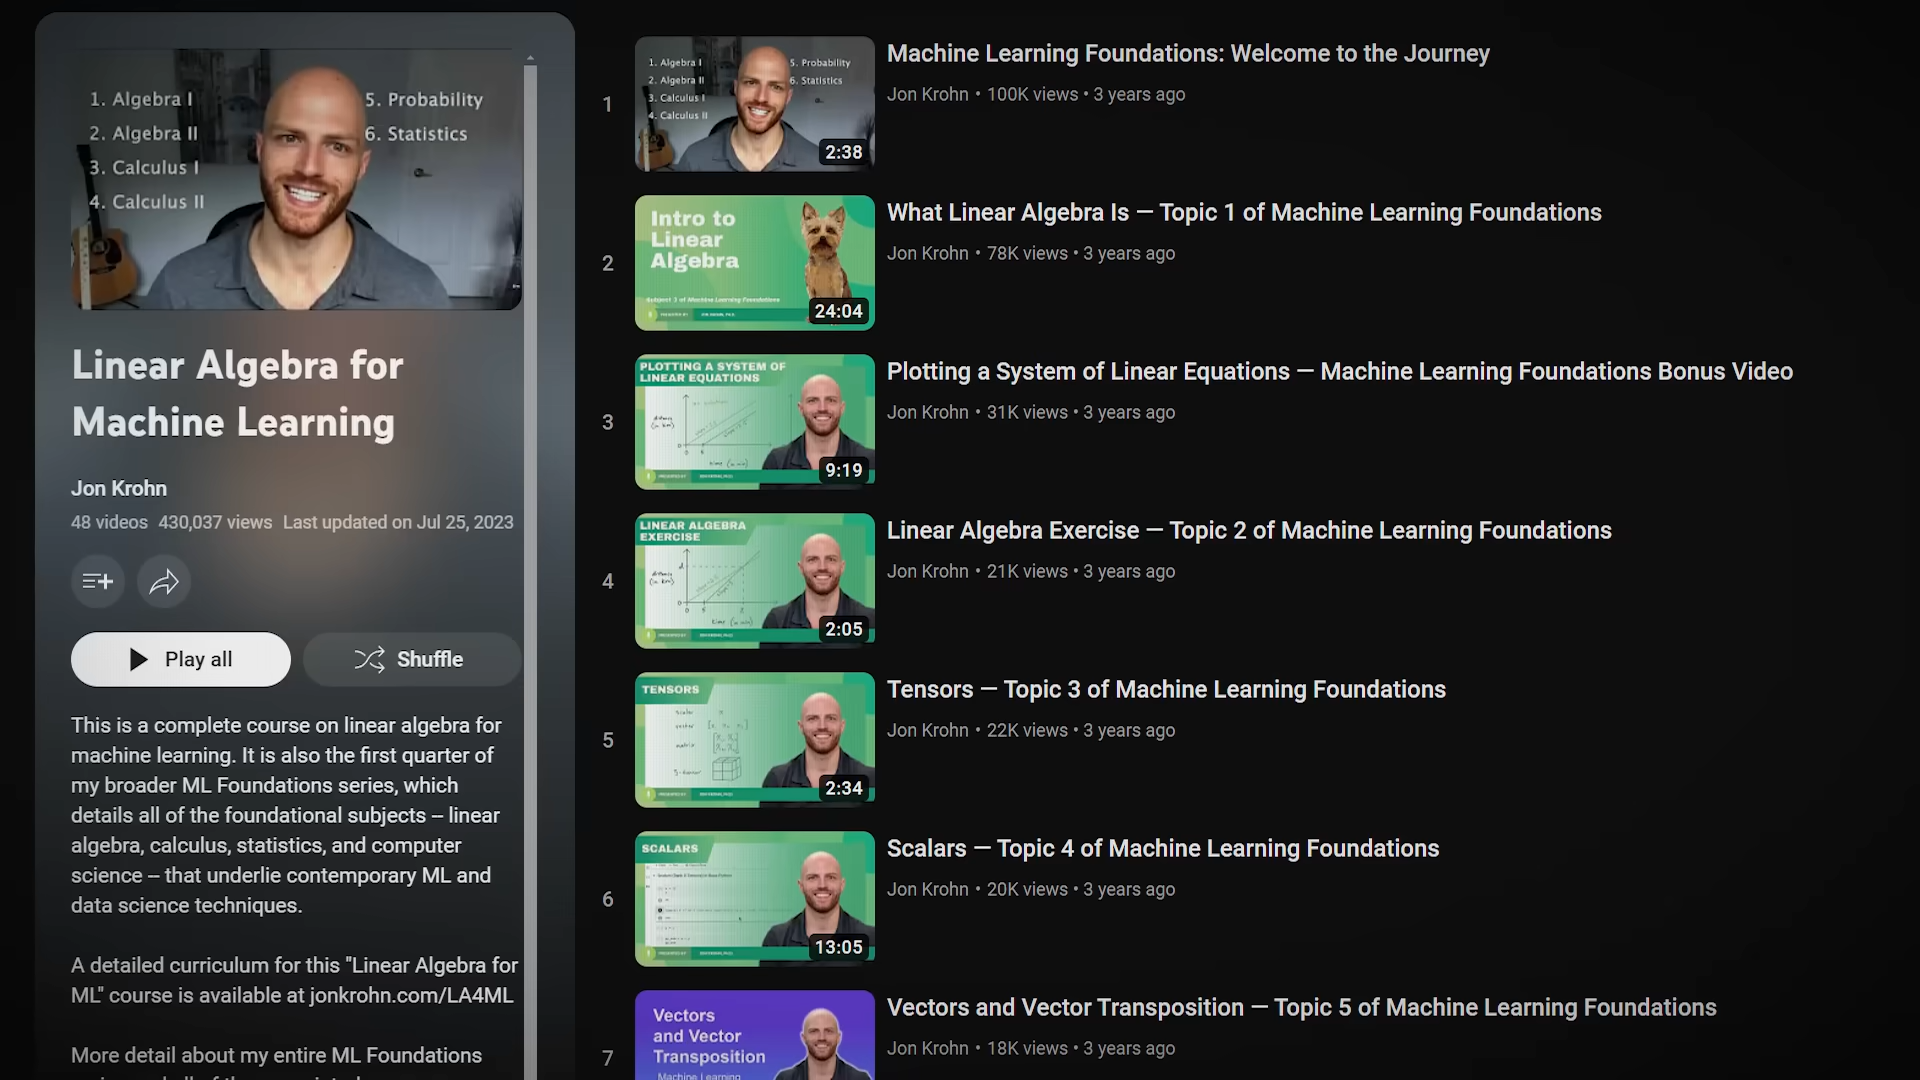 1. Algebra I
2. Algebra II
3. Calculus I
4. Calculus II
5. Probability
6. Statistics
Linear Algebra for
Machine Learning
Jon Krohn
48 videos 430,037 views Last updated on Jul 25, 2023
Play all
Shuffle
This is a complete course on linear algebra for
machine learning. It is also the first quarter of
my broader ML Foundations series, which
details all of the foundational subjects – linear
algebra, calculus, statistics, and computer
science – that underlie contemporary ML and
data science techniques.
A detailed curriculum for this "Linear Algebra for
ML" course is available at jonkrohn.com/LA4ML
More detail about my entire ML Foundations
1
1. Algebra I
2. Algebra II
3. Calculus I
4. Calculus II
5. Probability
6. Statistics
2:38
Machine Learning Foundations: Welcome to the Journey
Jon Krohn • 100K views • 3 years ago
2
Intro to
Linear
Algebra
Subject 1 of Machine Learning Foundations
24:04
What Linear Algebra Is — Topic 1 of Machine Learning Foundations
Jon Krohn • 78K views • 3 years ago
3
PLOTTING A SYSTEM OF
LINEAR EQUATIONS
9:19
Plotting a System of Linear Equations — Machine Learning Foundations Bonus Video
Jon Krohn • 31K views • 3 years ago
4
LINEAR ALGEBRA
EXERCISE
2:05
Linear Algebra Exercise — Topic 2 of Machine Learning Foundations
Jon Krohn • 21K views • 3 years ago
5
TENSORS
scalar
vector
matrix
2:34
Tensors — Topic 3 of Machine Learning Foundations
Jon Krohn • 22K views • 3 years ago
6
SCALARS
13:05
Scalars — Topic 4 of Machine Learning Foundations
Jon Krohn • 20K views • 3 years ago
7
Vectors
and Vector
Transposition
Machine Learning
Vectors and Vector Transposition — Topic 5 of Machine Learning Foundations
Jon Krohn • 18K views • 3 years ago